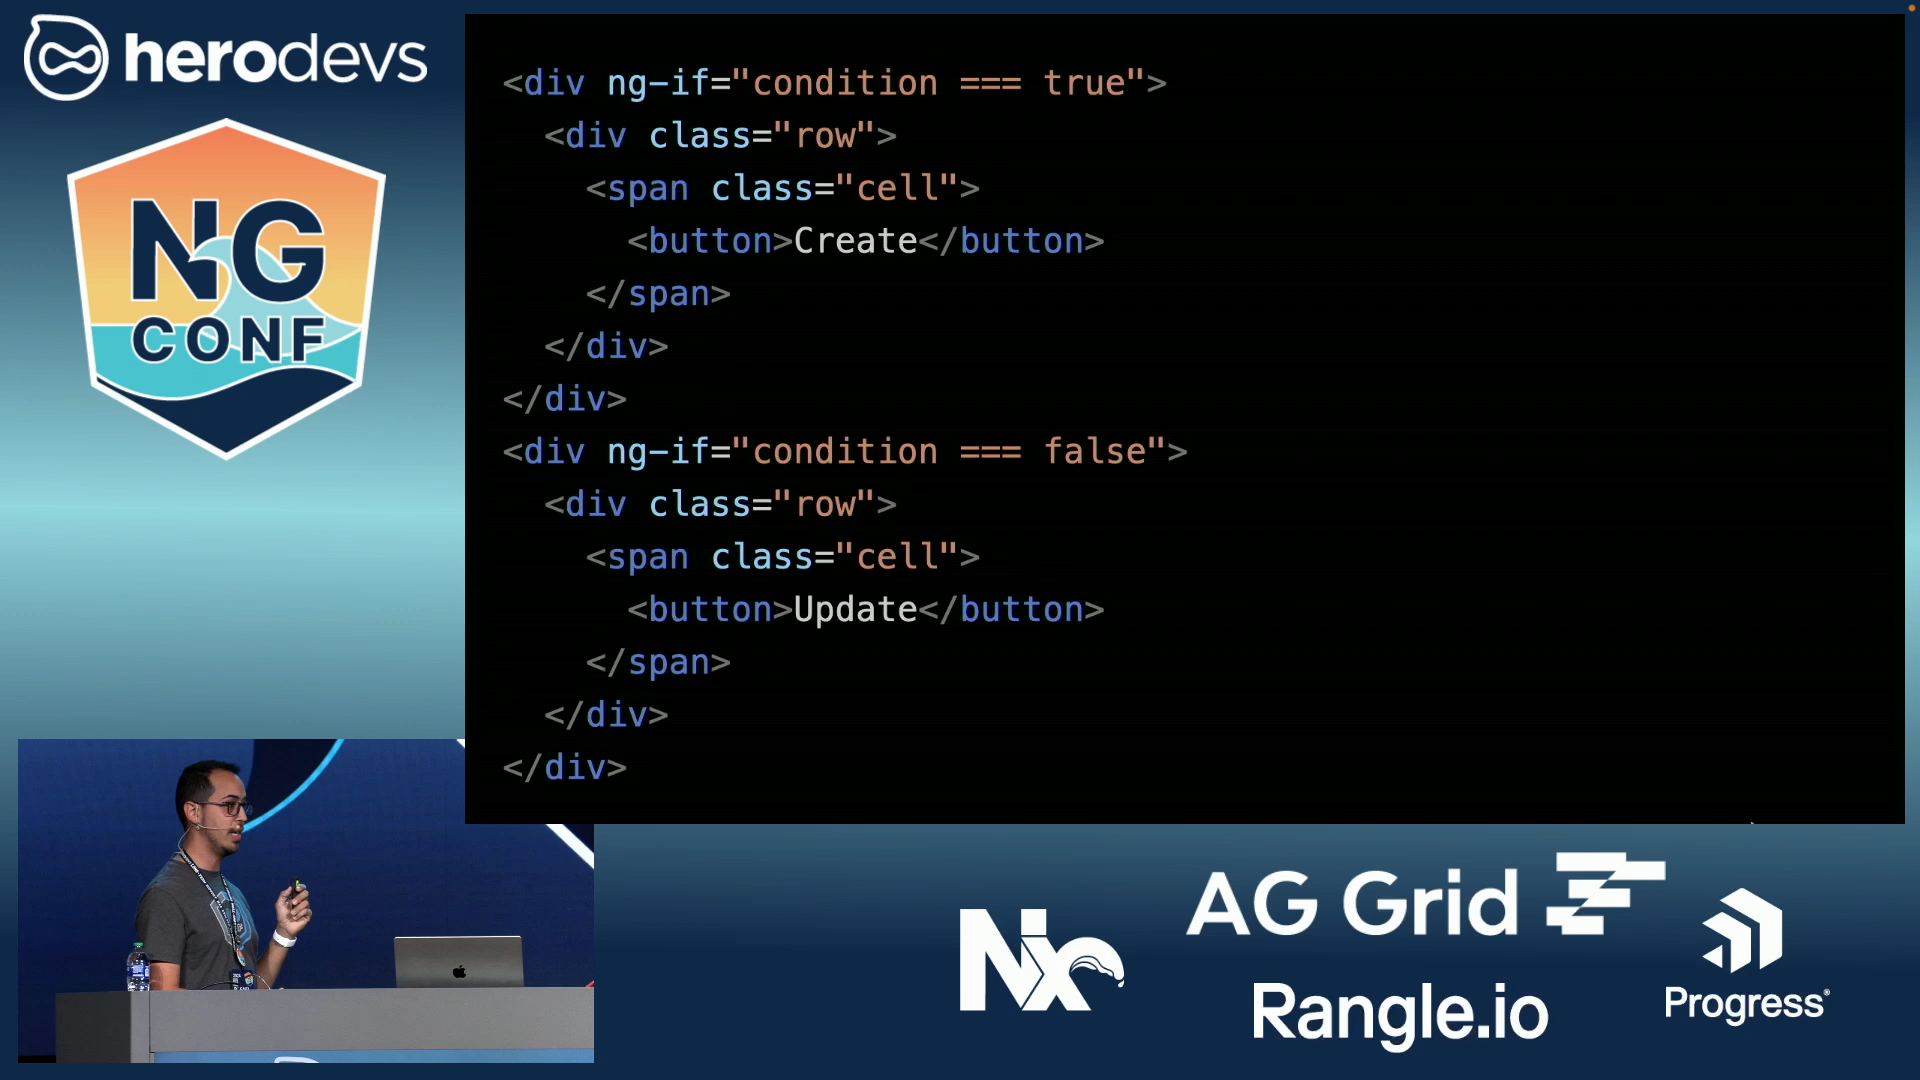 herodevs
NG
CONF
<div ng-if="condition === true">
<div class="row">
<span class="cell">
<button>Create</button>
</span>
</div>
</div>
<div ng-if="condition === false">
<div class="row">
<span class="cell">
<button>Update</button>
</span>
</div>
</div>
Nx
AG Grid
Rangle.io
Progress®